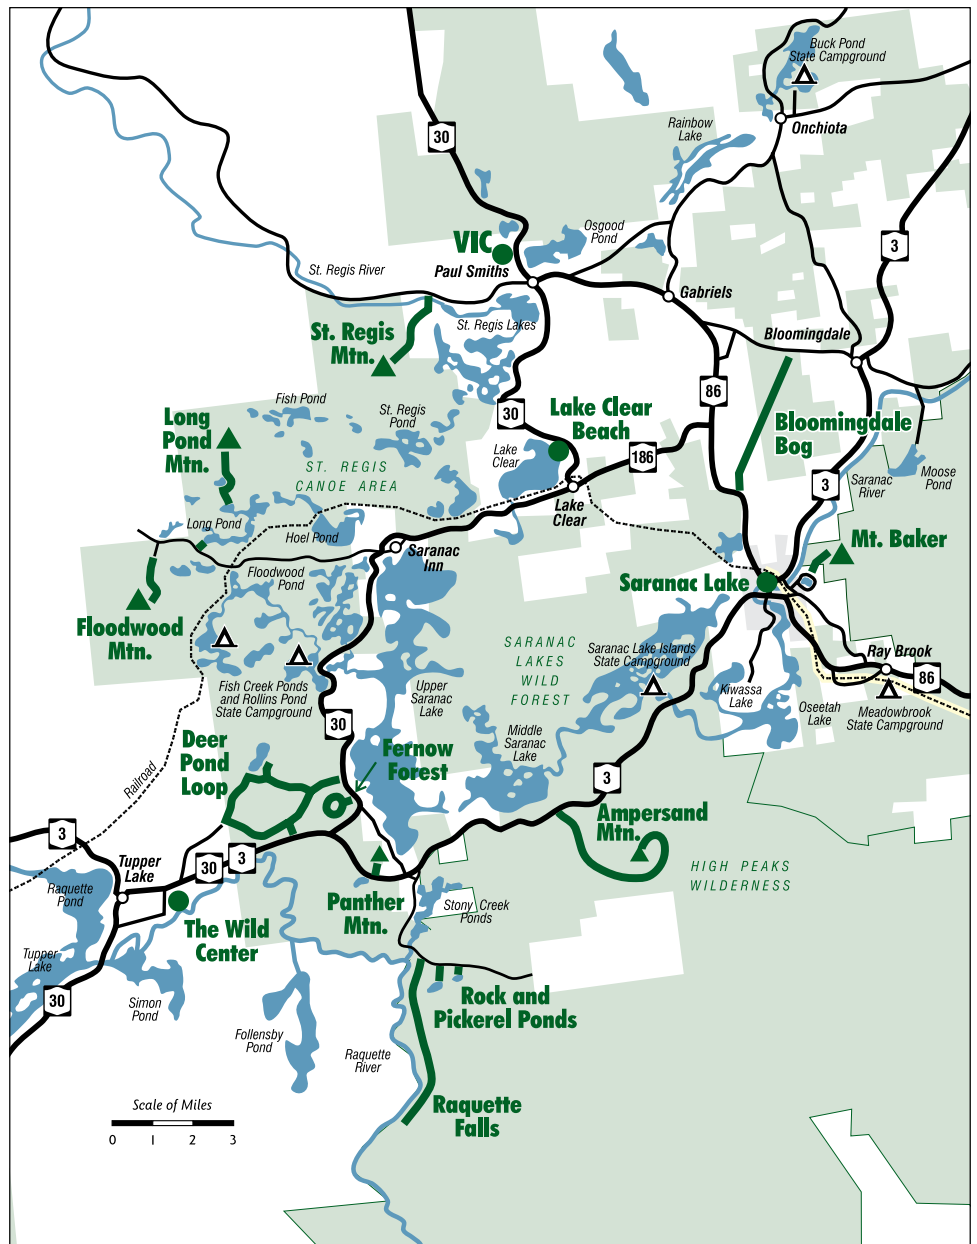 Buck Pond
State Campground
Onchiota
30
Rainbow
Lake
3
VIC
Osgood
Pond
Paul Smiths
St. Regis River
Gabriels
St. Regis
Mtn.
St. Regis Lakes
Bloomingdale
86
Fish Pond
Long
Pond
Mtn.
St. Regis
Pond
30
Lake Clear
Beach
Bloomingdale
Bog
Lake
Clear
186
ST. REGIS
CANOE AREA
Moose
Pond
3
Saranac
River
Long Pond
Hoel Pond
Lake
Clear
Saranac
Inn
Mt. Baker
Floodwood
Pond
Saranac Lake
Floodwood
Mtn.
SARANAC
LAKES
WILD
FOREST
Saranac Lake Islands
State Campground
Ray Brook
86
Fish Creek Ponds
and Rollins Pond
State Campground
Upper
Saranac
Lake
Kiwassa
Lake
Oseetah
Lake
Meadowbrook
State Campground
30
Middle
Saranac
Lake
Deer
Pond
Loop
Fernow
Forest
Railroad
3
Ampersand
Mtn.
3
30
3
Tupper
Lake
HIGH PEAKS
WILDERNESS
Raquette
Pond
The Wild
Center
Panther
Mtn.
Stony Creek
Ponds
Tupper
Lake
30
Simon
Pond
Rock and
Pickerel Ponds
Follensby
Pond
Raquette
River
Raquette
Falls
Scale of Miles
0 1 2 3